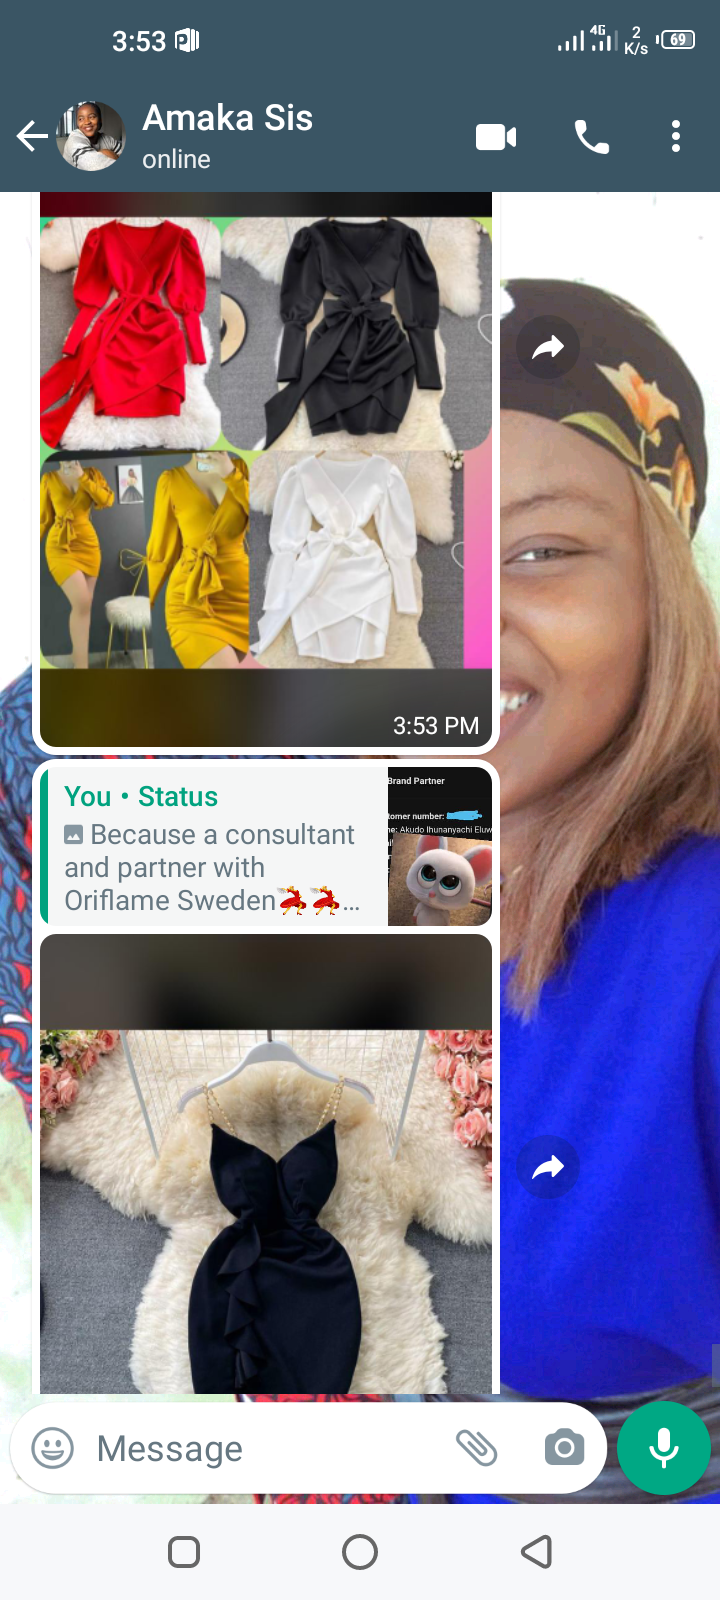 3:53
4G
2
K/s
69
Amaka Sis
online
3:53 PM
You • Status
Because a consultant
and partner with
Oriflame Sweden💃💃...
Brand Partner
tomer number:
ne: Akudo Ihunanyachi Eluw
Message